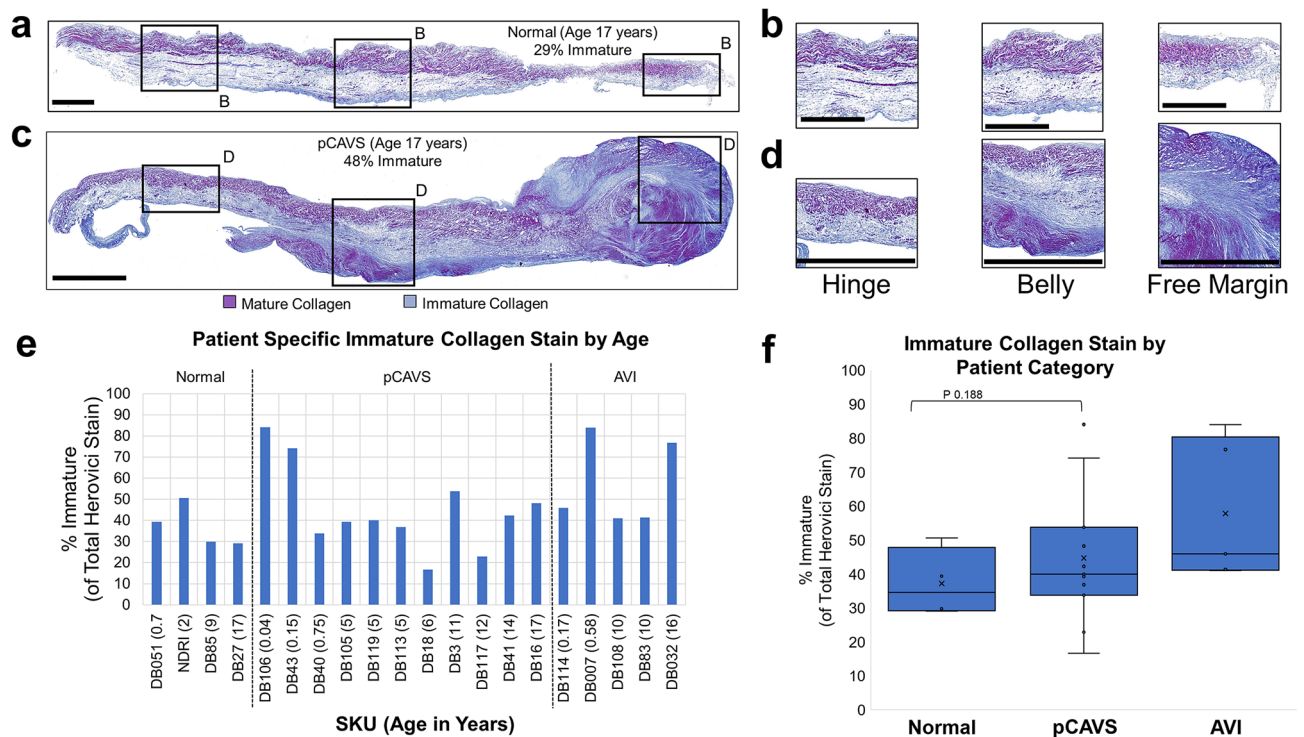 a
B
B
B
B
Normal (Age 17 years)
29% Immature
b
c
D
D
D
pCAVS (Age 17 years)
48% Immature
d
Hinge
Belly
Free Margin
Mature Collagen
Immature Collagen
e
Patient Specific Immature Collagen Stain by Age
Normal
pCAVS
AVI
% Immature
(of Total Herovici Stain)
100
90
80
70
60
50
40
30
20
10
0
DB051 (0.7
NDRI (2)
DB85 (9)
DB27 (17)
DB106 (0.04)
DB43 (0.15)
DB40 (0.75)
DB105 (5)
DB119 (5)
DB113 (5)
DB18 (6)
DB3 (11)
DB117 (12)
DB41 (14)
DB16 (17)
DB114 (0.17)
DB007 (0.58)
DB108 (10)
DB83 (10)
DB032 (16)
SKU (Age in Years)
f
Immature Collagen Stain by
Patient Category
P 0.188
% Immature
(of Total Herovici Stain)
100
90
80
70
60
50
40
30
20
10
0
Normal
pCAVS
AVI